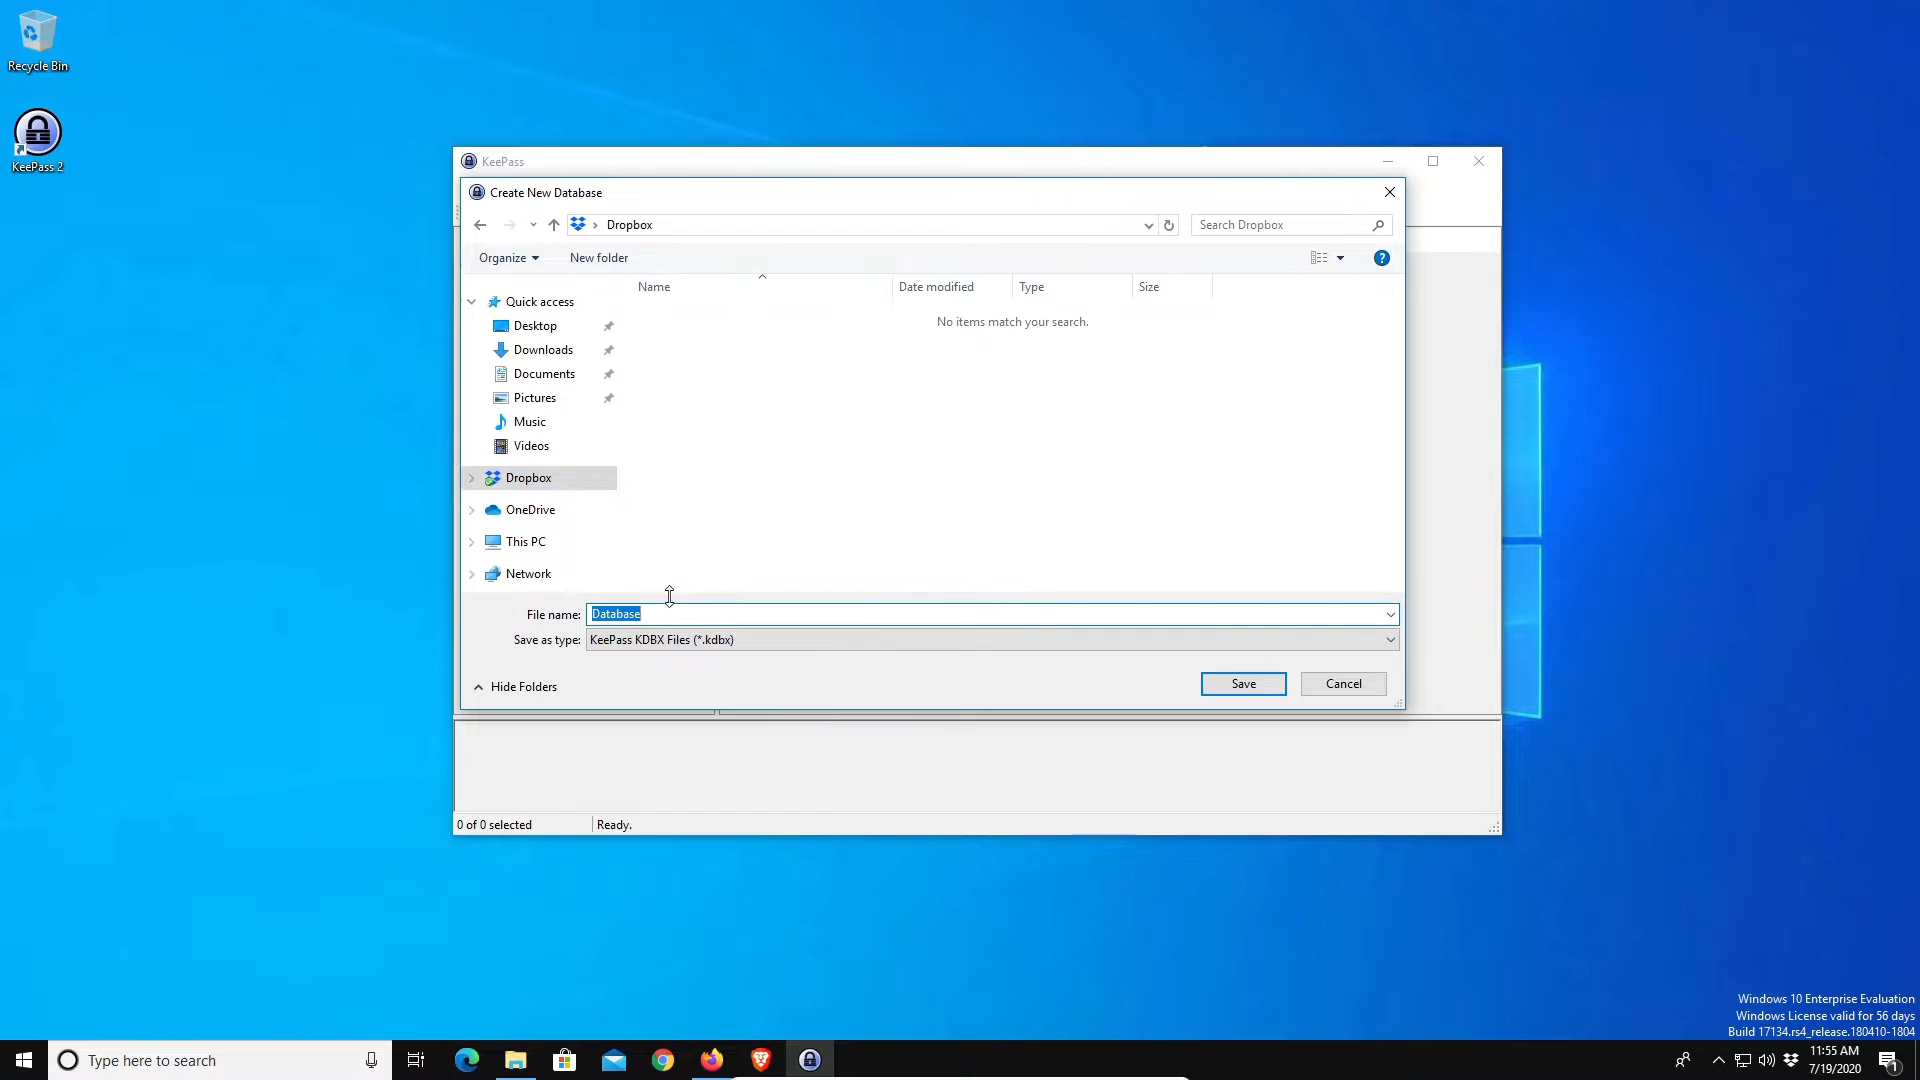 Recycle Bin
KeePass 2
KeePass
Create New Database
Dropbox
Search Dropbox
Organize
New folder
Name
Date modified
Type
Size
No items match your search.
Quick access
Desktop
Downloads
Documents
Pictures
Music
Videos
Dropbox
OneDrive
This PC
Network
File name: Database
Save as type: KeePass KDBX Files (*.kdbx)
Hide Folders
Save
Cancel
0 of 0 selected
Ready.
Windows 10 Enterprise Evaluation
Windows License valid for 56 days
Build 17134.rs4_release.180410-1804
Type here to search
11:55 AM
7/19/2020
1